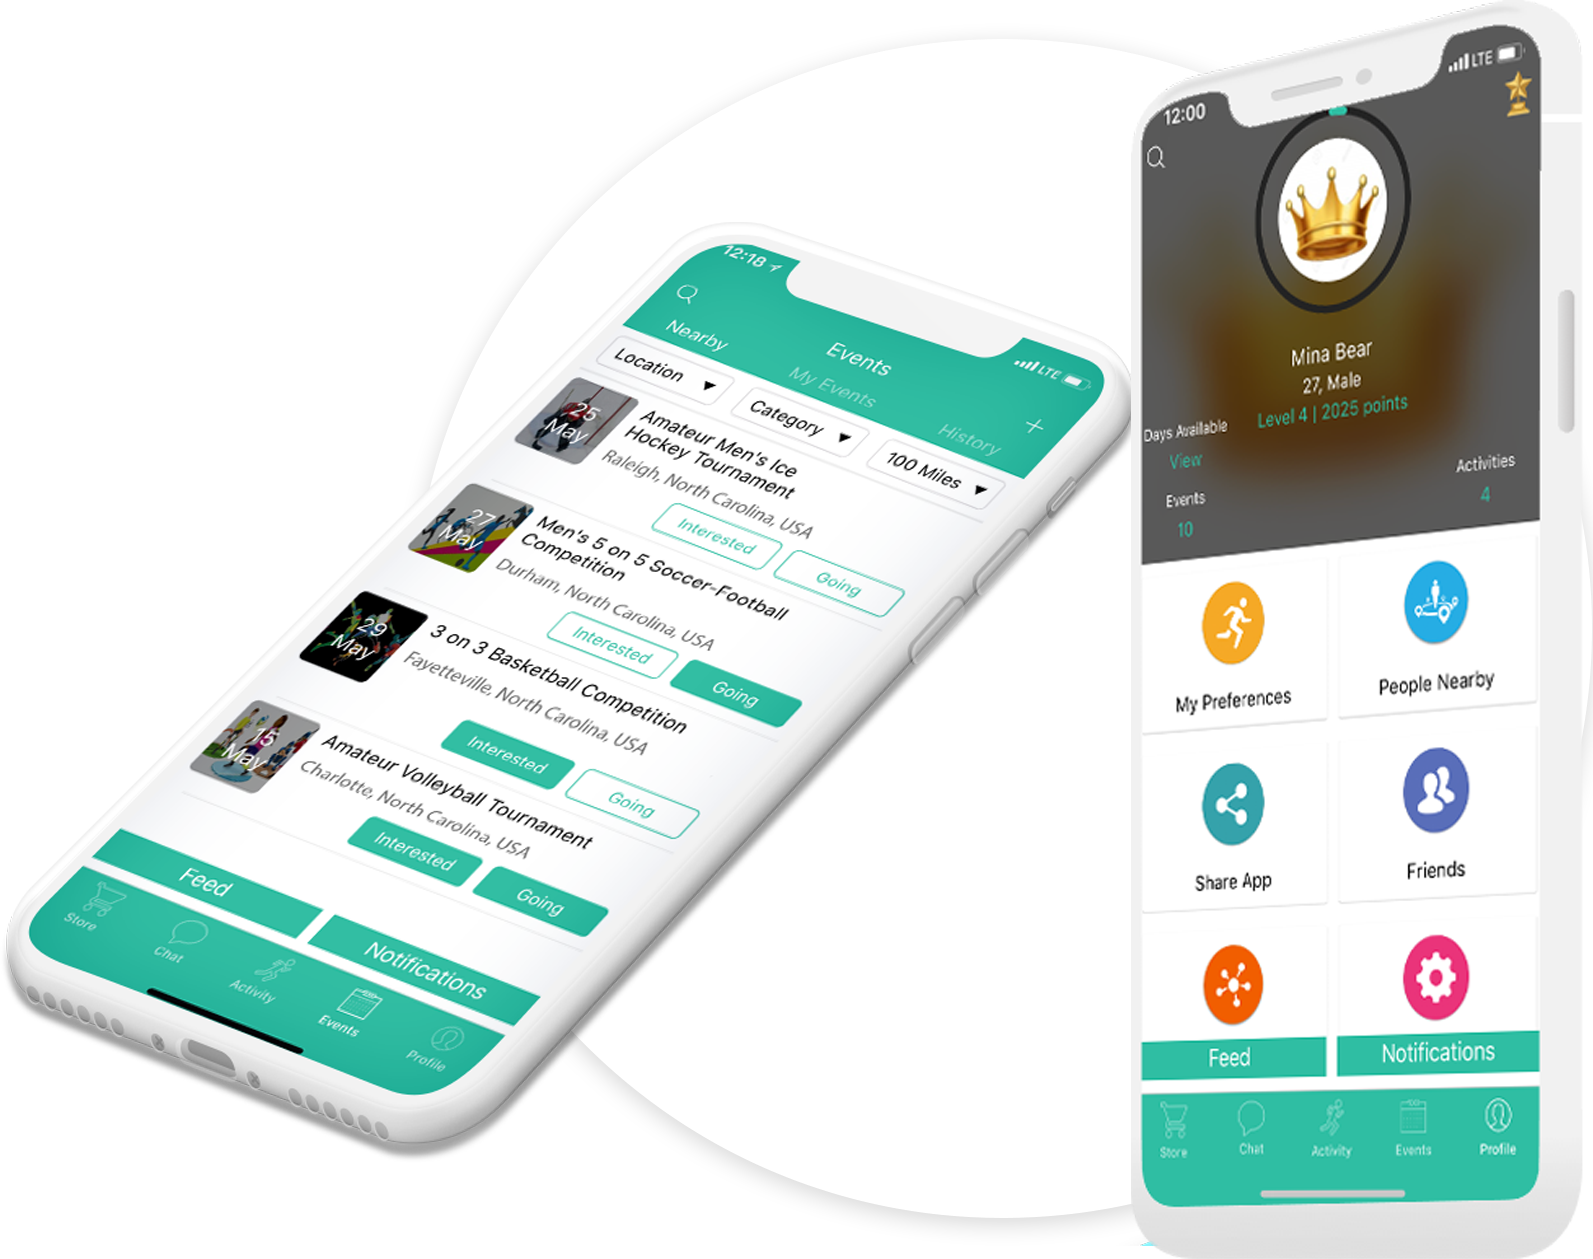 12:18
LTE
Events
Nearby
My Events
History
+
Location
Category
100 Miles
25
May
Amateur Men's Ice
Hockey Tournament
Raleigh, North Carolina, USA
Interested
Going
27
May
Men's 5 on 5 Soccer-Football
Competition
Durham, North Carolina, USA
Interested
Going
29
May
3 on 3 Basketball Competition
Fayetteville, North Carolina, USA
Interested
Going
15
May
Amateur Volleyball Tournament
Charlotte, North Carolina, USA
Interested
Going
Feed
Notifications
Store
Chat
Activity
Events
Profile
12:00
LTE
Mina Bear
27, Male
Level 4 | 2025 points
Days Available
View
Events
10
Activities
4
My Preferences
People Nearby
Share App
Friends
Feed
Notifications
Store
Chat
Activity
Events
Profile